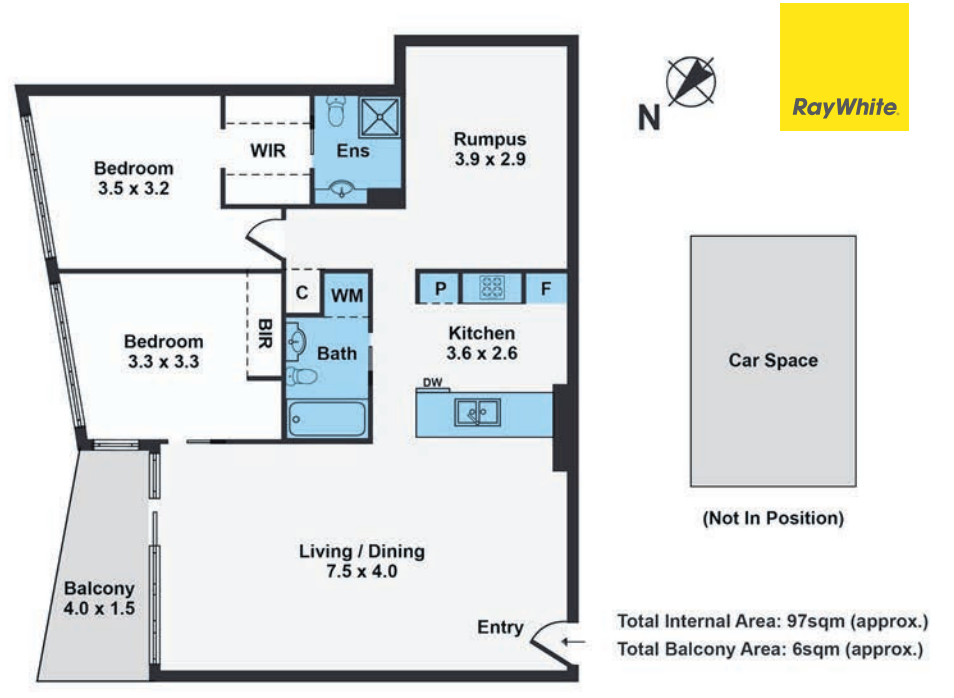 N
RayWhite.
Rumpus
3.9 x 2.9
WIR
Ens
Bedroom
3.5 x 3.2
C
WM
P
F
Bedroom
3.3 x 3.3
BIR
Bath
Kitchen
3.6 x 2.6
DW
Car Space
(Not In Position)
Living / Dining
7.5 x 4.0
Balcony
4.0 x 1.5
Entry
Total Internal Area: 97sqm (approx.)
Total Balcony Area: 6sqm (approx.)